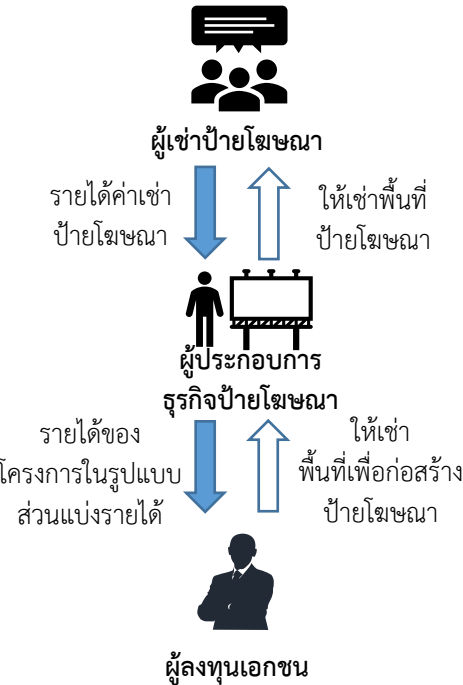 ผู้เช่าป้ายโฆษณา
รายได้ค่าเช่า
ป้ายโฆษณา
ให้เช่าพื้นที่
ป้ายโฆษณา
ผู้ประกอบการ
ธุรกิจป้ายโฆษณา
รายได้ของ
โครงการในรูปแบบ
ส่วนแบ่งรายได้
ให้เช่า
พื้นที่เพื่อก่อสร้าง
ป้ายโฆษณา
ผู้ลงทุนเอกชน